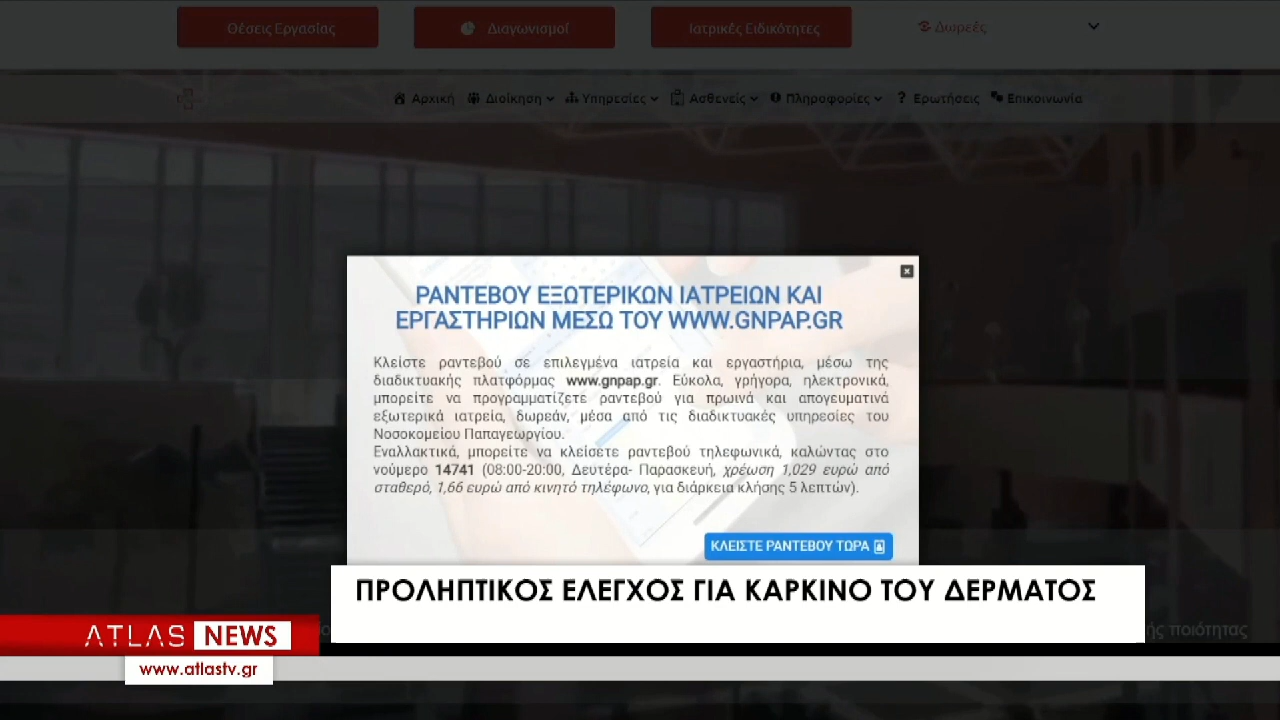 Θέσεις Εργασίας
Διαγωνισμοί
Ιατρικές Ειδικότητες
Δωρεές
Αρχική Διοίκηση Υπηρεσίες Ασθενείς Πληροφορίες Ερωτήσεις Επικοινωνία
ΡΑΝΤΕΒΟΥ ΕΞΩΤΕΡΙΚΩΝ ΙΑΤΡΕΙΩΝ ΚΑΙ
ΕΡΓΑΣΤΗΡΙΩΝ ΜΕΣΩ ΤΟΥ WWW.GNPAP.GR
Κλείστε ραντεβού σε επιλεγμένα ιατρεία και εργαστήρια, μέσω της
διαδικτυακής πλατφόρμας www.gnpap.gr. Εύκολα, γρήγορα, ηλεκτρονικά,
μπορείτε να προγραμματίζετε ραντεβού για πρωινά και απογευματινά
εξωτερικά ιατρεία, δωρεάν, μέσα από τις διαδικτυακές υπηρεσίες του
Νοσοκομείου Παπαγεωργίου.
Εναλλακτικά, μπορείτε να κλείσετε ραντεβού τηλεφωνικά, καλώντας στο
νούμερο 14741 (08:00-20:00, Δευτέρα- Παρασκευή, χρέωση 1,029 ευρώ από
σταθερό, 1,66 ευρώ από κινητό τηλέφωνο, για διάρκεια κλήσης 5 λεπτών).
ΚΛΕΙΣΤΕ ΡΑΝΤΕΒΟΥ ΤΩΡΑ
ΠΡΟΛΗΠΤΙΚΟΣ ΕΛΕΓΧΟΣ ΓΙΑ ΚΑΡΚΙΝΟ ΤΟΥ ΔΕΡΜΑΤΟΣ
ποιότητας
ATLAS NEWS
www.atlastv.gr